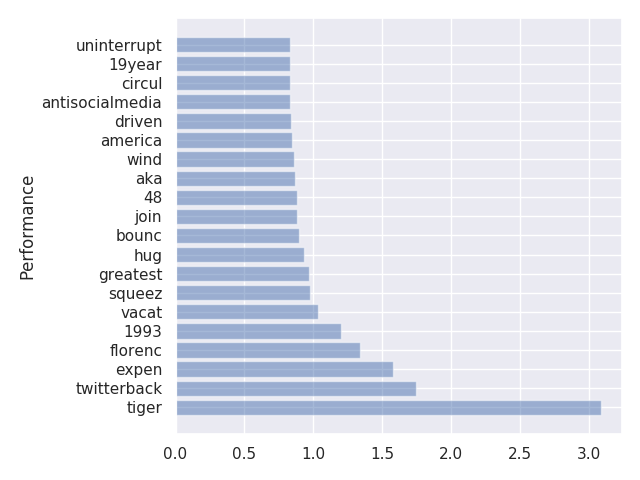 uninterrupt
19year
circul
antisocialmedia
driven
america
wind
aka
48
join
bounc
hug
greatest
squeez
vacat
1993
florenc
expen
twitterback
tiger
Performance
0.0 0.5 1.0 1.5 2.0 2.5 3.0